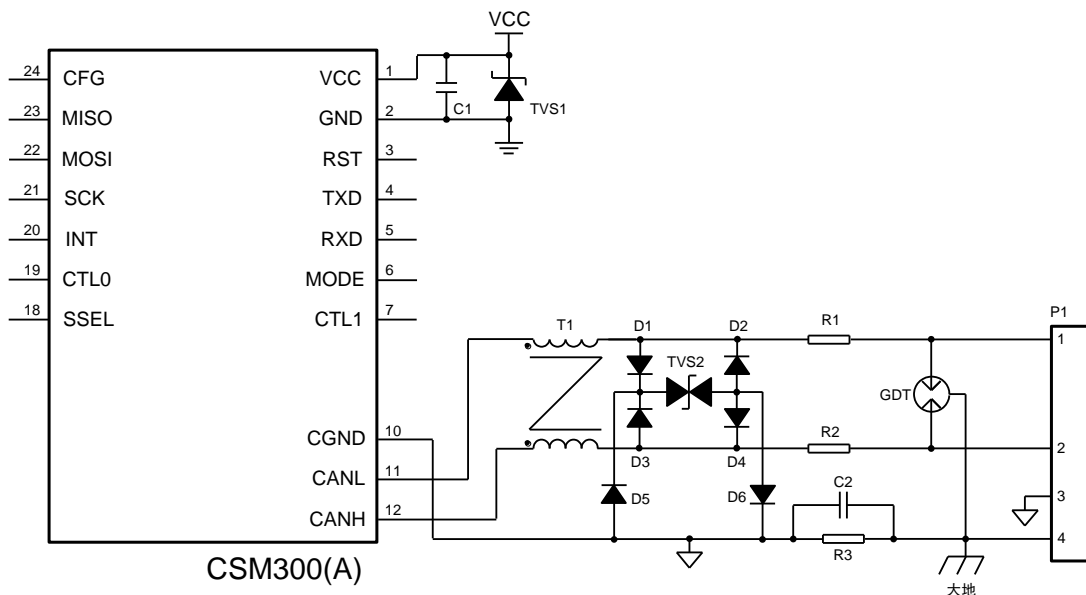 VCC
24 CFG VCC 1
23 MISO GND 2
C1 TVS1
22 MOSI RST 3
21 SCK TXD 4
20 INT RXD 5
19 CTL0 MODE 6
18 SSEL CTL1 7
P1
T1 D1 D2 R1
1
TVS2
GDT
CGND 10
R2
2
D3 D4
CANL 11
C2
D5 D6
3
CANH 12
R3
4
CSM300(A)
大地